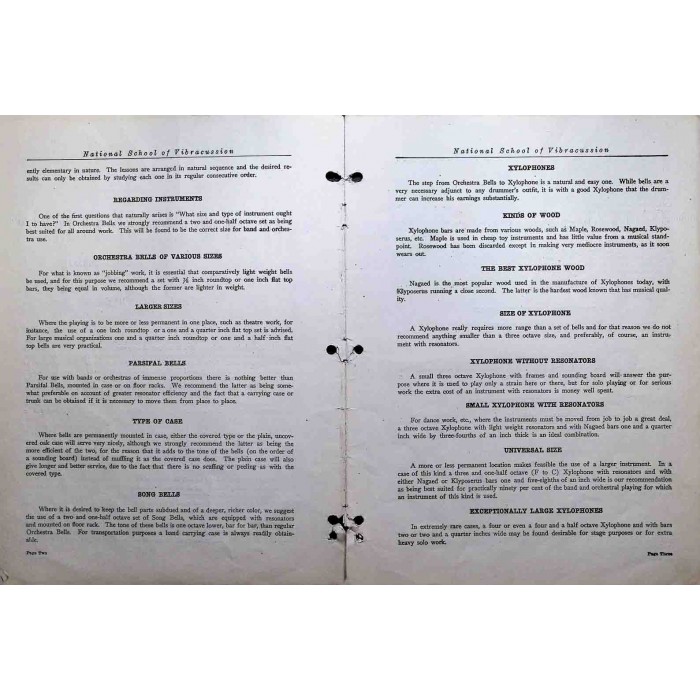 National School of Vibracussion
ently elementary in nature. The lessons are arranged in natural sequence and the desired re-
sults can only be obtained by studying each one in its regular consecutive order.
REGARDING INSTRUMENTS
One of the first questions that naturally arises is "What size and type of instrument ought
I to have?" In Orchestra Bells we strongly recommend a two and one-half octave set as being
best suited for all around work. This will be found to be the correct size for band and orches-
tra use.
ORCHESTRA BELLS OF VARIOUS SIZES
For what is known as "jobbing" work, it is essential that comparatively light weight bells
be used, and for this purpose we recommend a set with ⅞ inch roundtop or one inch flat top
bars, they being equal in volume, although the former are lighter in weight.
LARGER SIZES
Where the playing is to be more or less permanent in one place, such as theatre work, for
instance, the use of a one inch roundtop or a one and a quarter inch flat top set is advised.
For large musical organizations one and a quarter inch roundtop or one and a half inch flat
top bells are very practical.
PARSIFAL BELLS
For use with bands or orchestras of immense proportions there is nothing better than
Parsifal Bells, mounted in case or on floor racks. We recommend the latter as being some-
what preferable on account of greater resonator efficiency and the fact that a carrying case or
trunk can be obtained if it is necessary to move them from place to place.
TYPE OF CASE
Where bells are permanently mounted in case, either the covered type or the plain, uncov-
ered oak case will serve very nicely, although we strongly recommend the latter as being the
more efficient of the two, for the reason that it adds to the tone of the bells (on the order of
a sounding board) instead of muffling it as the covered case does. The plain case will also
give longer and better service, due to the fact that there is no scuffing or peeling as with the
covered type.
SONG BELLS
Where it is desired to keep the bell parts subdued and of a deeper, richer color, we suggest
the use of a two and one-half octave set of Song Bells, which are equipped with resonators
and mounted on floor rack. The tone of these bells is one octave lower, bar for bar, than regular
Orchestra Bells. For transportation purposes a hand carrying case is always readily obtain-
able.
Page Two
National School of Vibracussion
XYLOPHONES
The step from Orchestra Bells to Xylophone is a natural and easy one. While bells are a
very necessary adjunct to any drummer's outfit, it is with a good Xylophone that the drum-
mer can increase his earnings substantially.
KINDS OF WOOD
Xylophone bars are made from various woods, such as Maple, Rosewood, Nagaed, Klypo-
serus, etc. Maple is used in cheap toy instruments and has little value from a musical stand-
point. Rosewood has been discarded except in making very mediocre instruments, as it soon
wears out.
THE BEST XYLOPHONE WOOD
Nagaed is the most popular wood used in the manufacture of Xylophones today, with
Klyposerus running a close second. The latter is the hardest wood known that has musical qual-
ity.
SIZE OF XYLOPHONE
A Xylophone really requires more range than a set of bells and for that reason we do not
recommend anything smaller than a three octave size, and preferably, of course, an instru-
ment with resonators.
XYLOPHONE WITHOUT RESONATORS
A small three octave Xylophone with frames and sounding board will answer the pur-
pose where it is used to play only a strain here or there, but for solo playing or for serious
work the extra cost of an instrument with resonators is money well spent.
SMALL XYLOPHONE WITH RESONATORS
For dance work, etc., where the instruments must be moved from job to job a great deal,
a three octave Xylophone with light weight resonators and with Nagaed bars one and a quarter
inch wide by three-fourths of an inch thick is an ideal combination.
UNIVERSAL SIZE
A more or less permanent location makes feasible the use of a larger instrument. In a
case of this kind a three and one-half octave (F to C) Xylophone with resonators and with
either Nagaed or Klyposerus bars one and five-eighths of an inch wide is our recommendation
as being best suited for practically ninety per cent of the band and orchestral playing for which
an instrument of this kind is used.
EXCEPTIONALLY LARGE XYLOPHONES
In extremely rare cases, a four or even a four and a half octave Xylophone and with bars
two or two and a quarter inches wide may be found desirable for stage purposes or for extra
heavy solo work.
Page Three